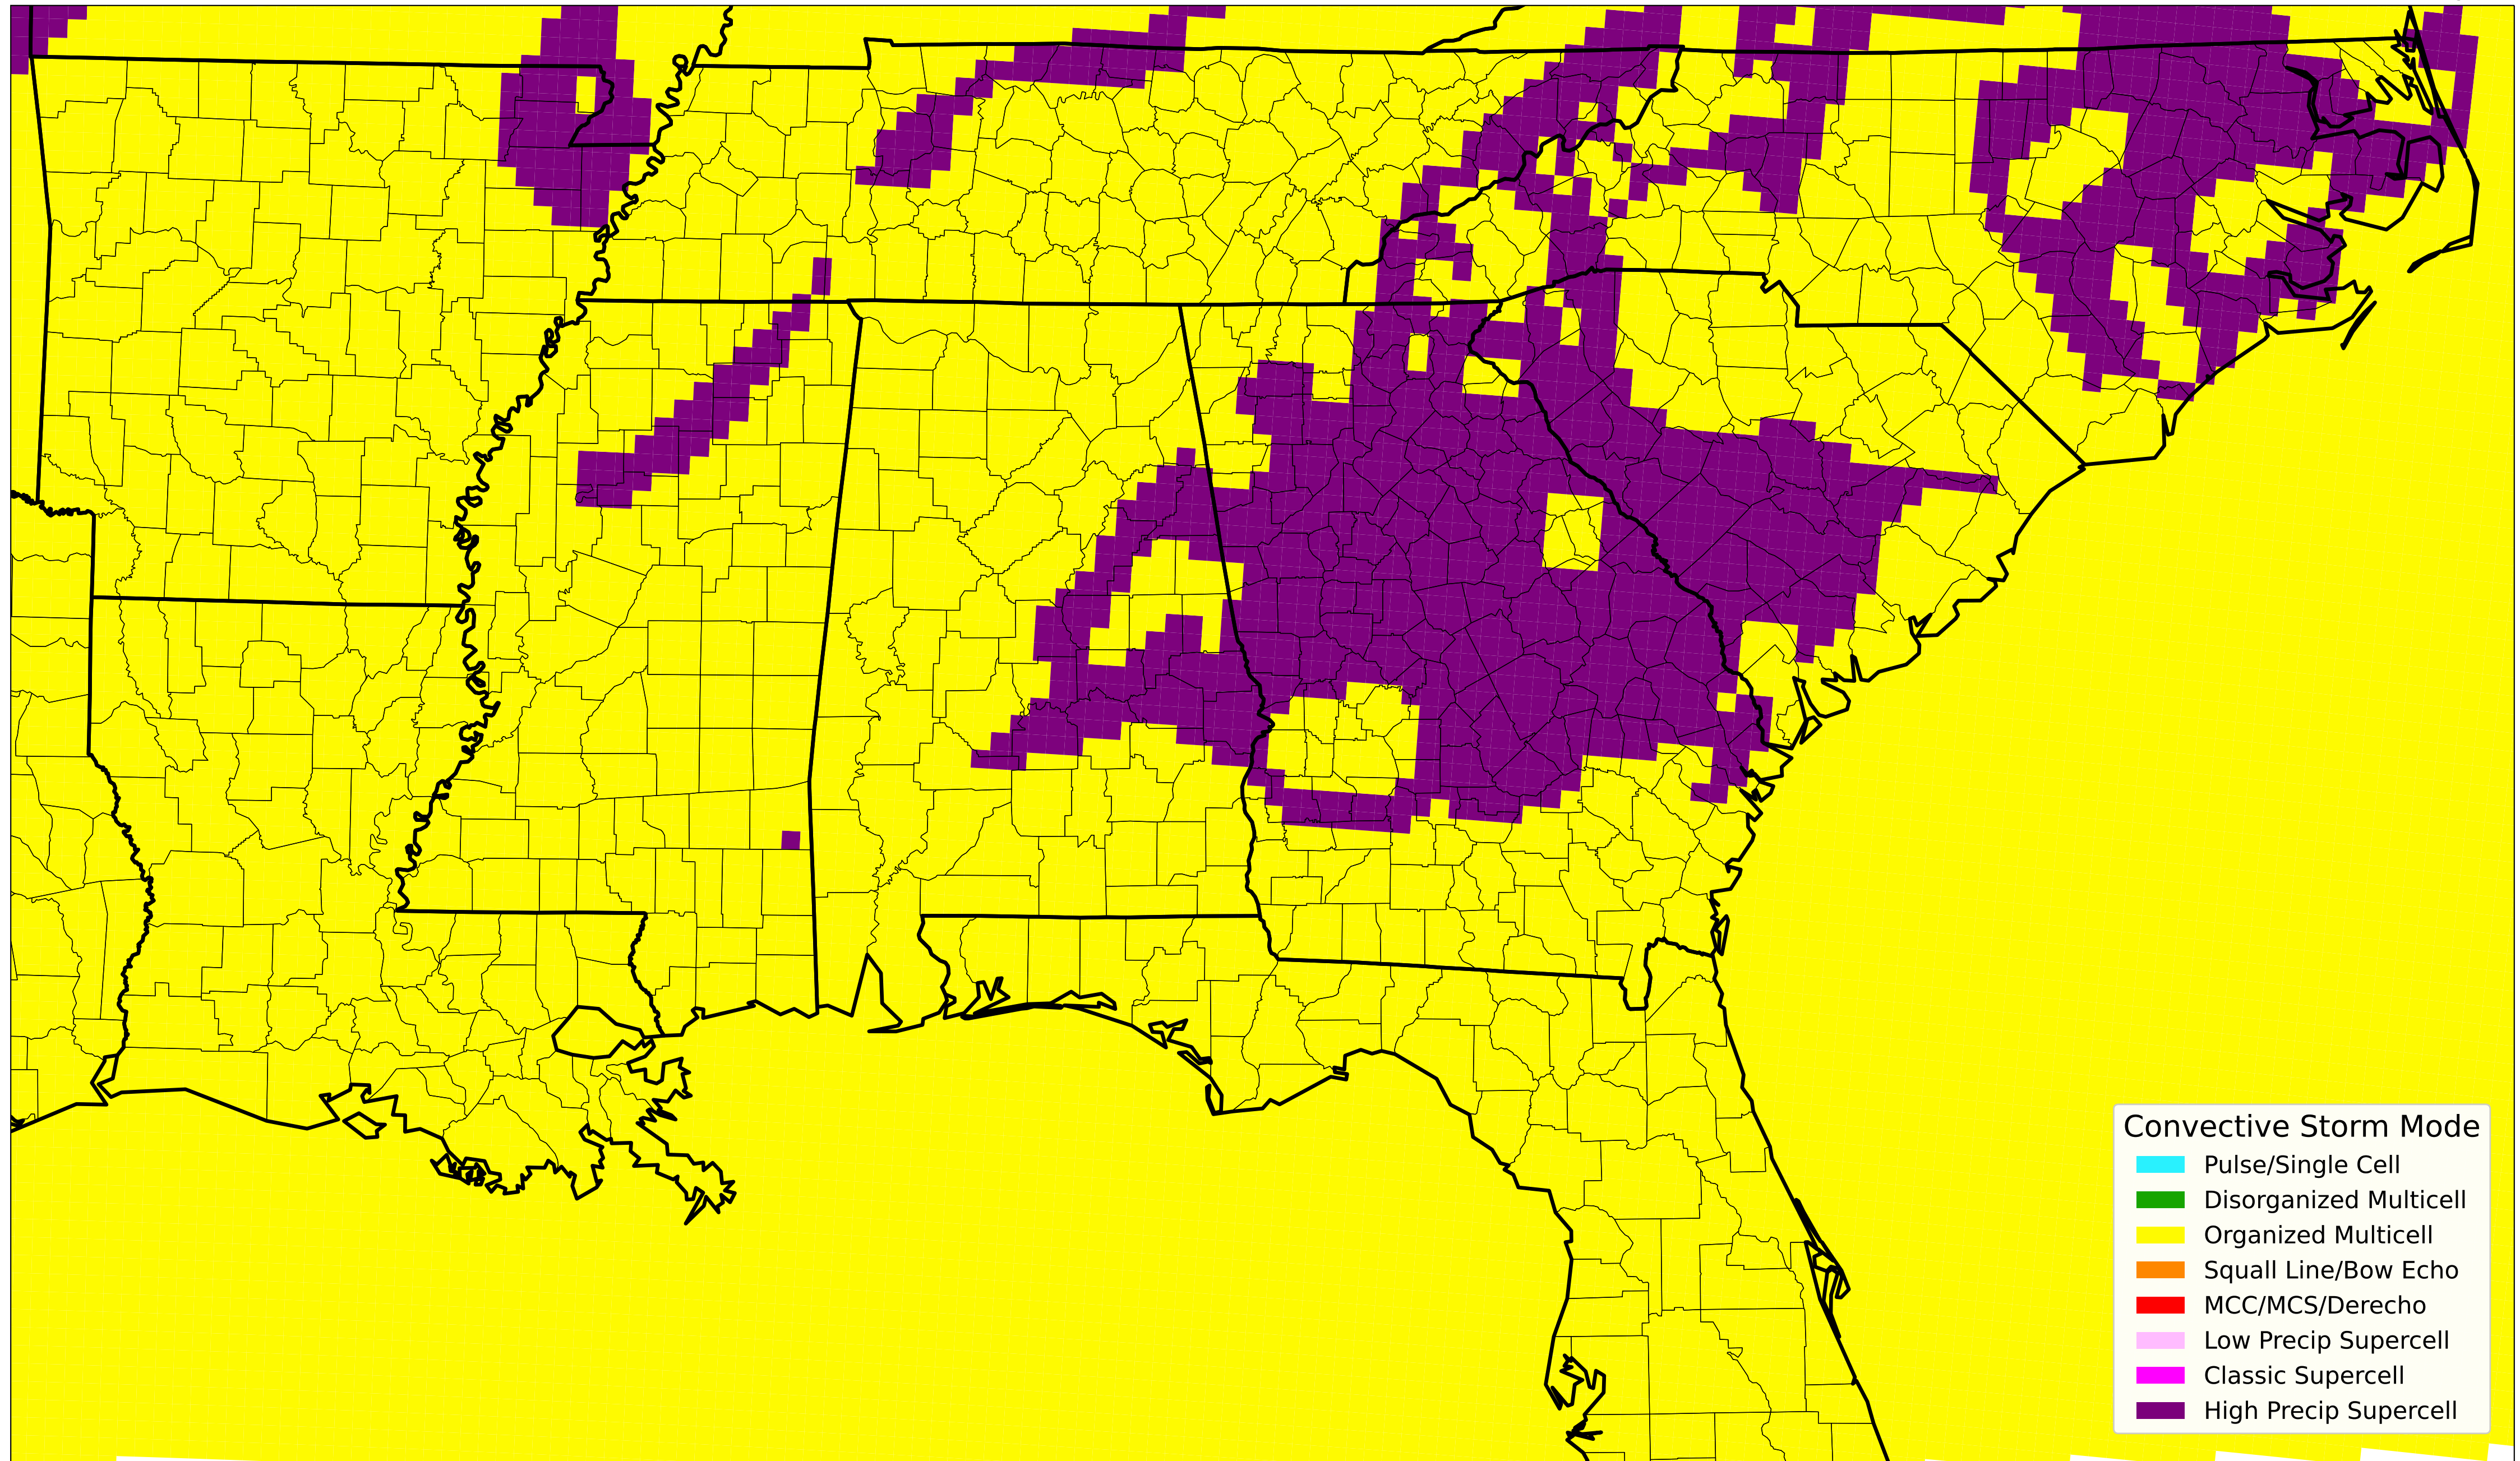 Convective Storm Mode
Pulse/Single Cell
Disorganized Multicell
Organized Multicell
Squall Line/Bow Echo
MCC/MCS/Derecho
Low Precip Supercell
Classic Supercell
High Precip Supercell